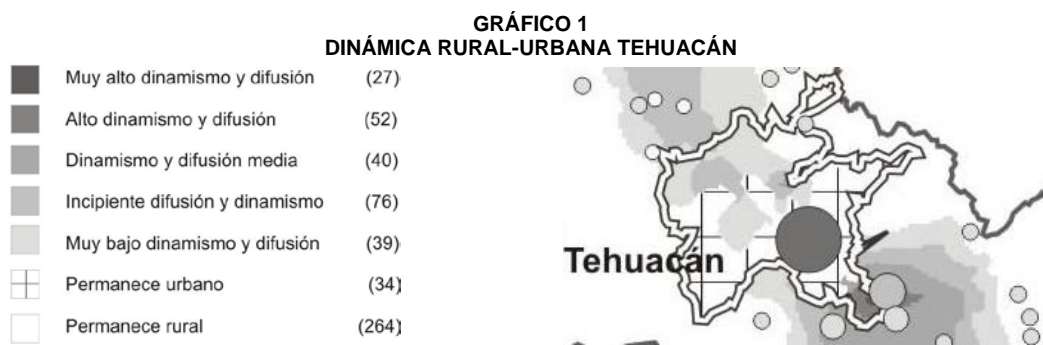 GRÁFICO 1
DINÁMICA RURAL-URBANA TEHUACÁN
Muy alto dinamismo y difusión (27)
Alto dinamismo y difusión (52)
Dinamismo y difusión media (40)
Incipiente difusión y dinamismo (76)
Muy bajo dinamismo y difusión (39)
Permanece urbano (34)
Permanece rural (264)
Tehuacán